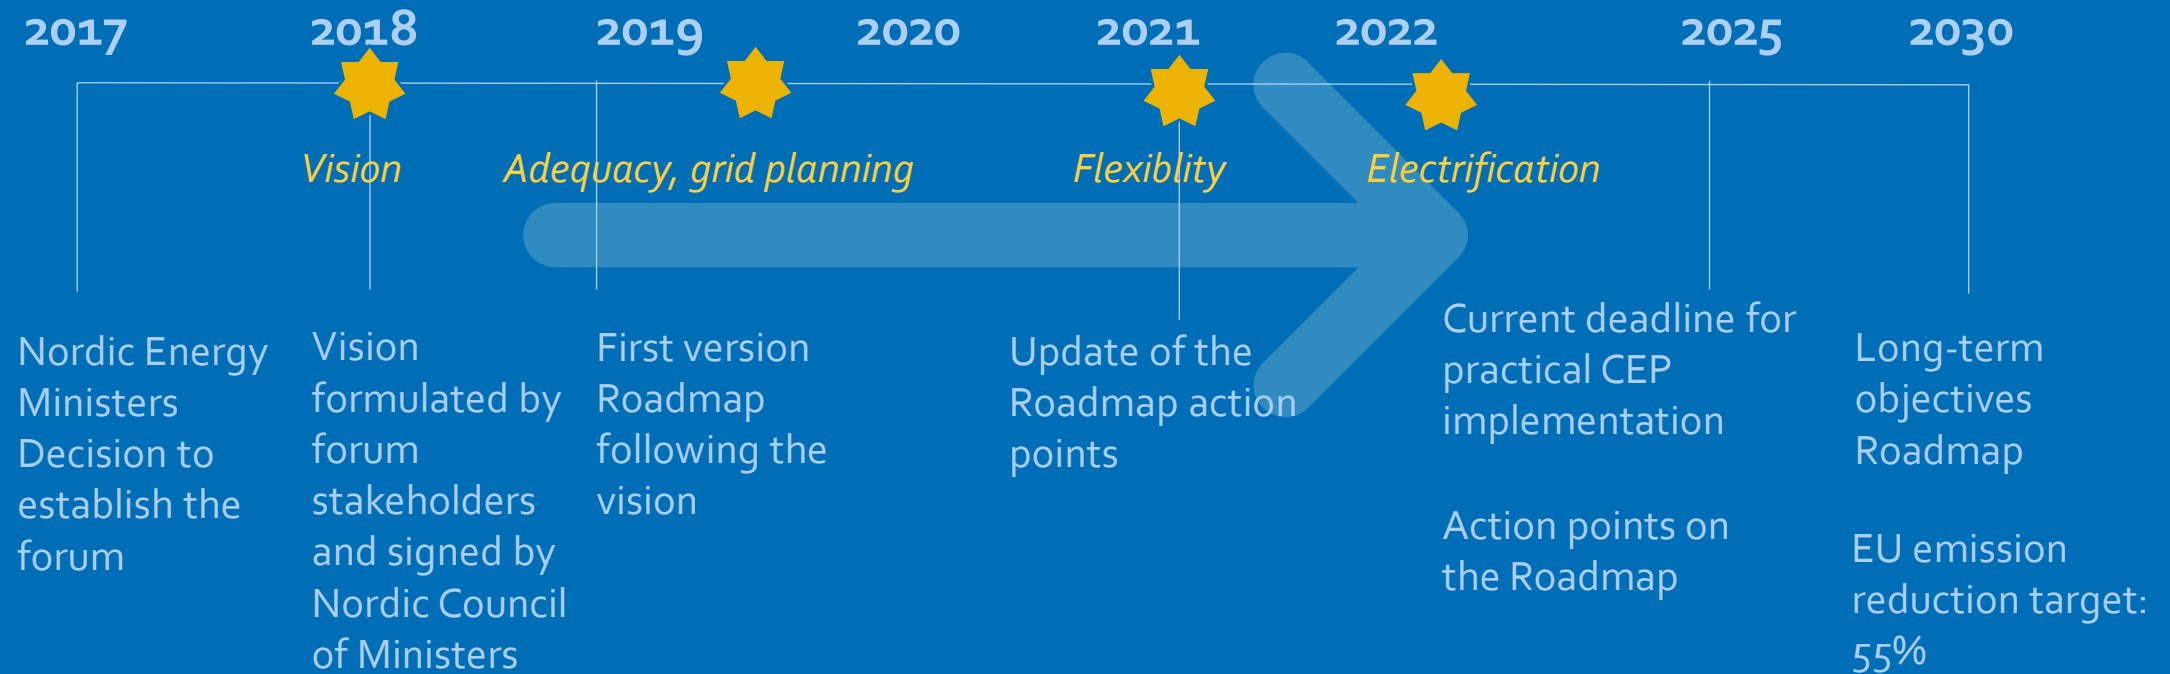 2017 2018 2019 2020 2021 2022 2025 2030
Vision
Adequacy, grid planning
Flexiblity
Electrification
Nordic Energy
Ministers
Decision to
establish the
forum
Vision
formulated by
forum
stakeholders
and signed by
Nordic Council
of Ministers
First version
Roadmap
following the
vision
Update of the
Roadmap action
points
Current deadline for
practical CEP
implementation
Action points on
the Roadmap
Long-term
objectives
Roadmap
EU emission
reduction target:
55%